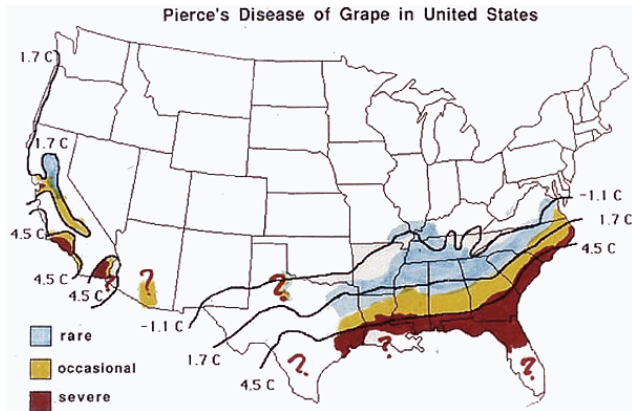 Pierce's Disease of Grape in United States
1.7 C
1.7 C
4.5 C
4.5 C
4.5 C
?
?
?
-1.1 C
1.7 C
4.5 C
?
?
?
-1.1 C
1.7 C
4.5 C
rare
occasional
severe